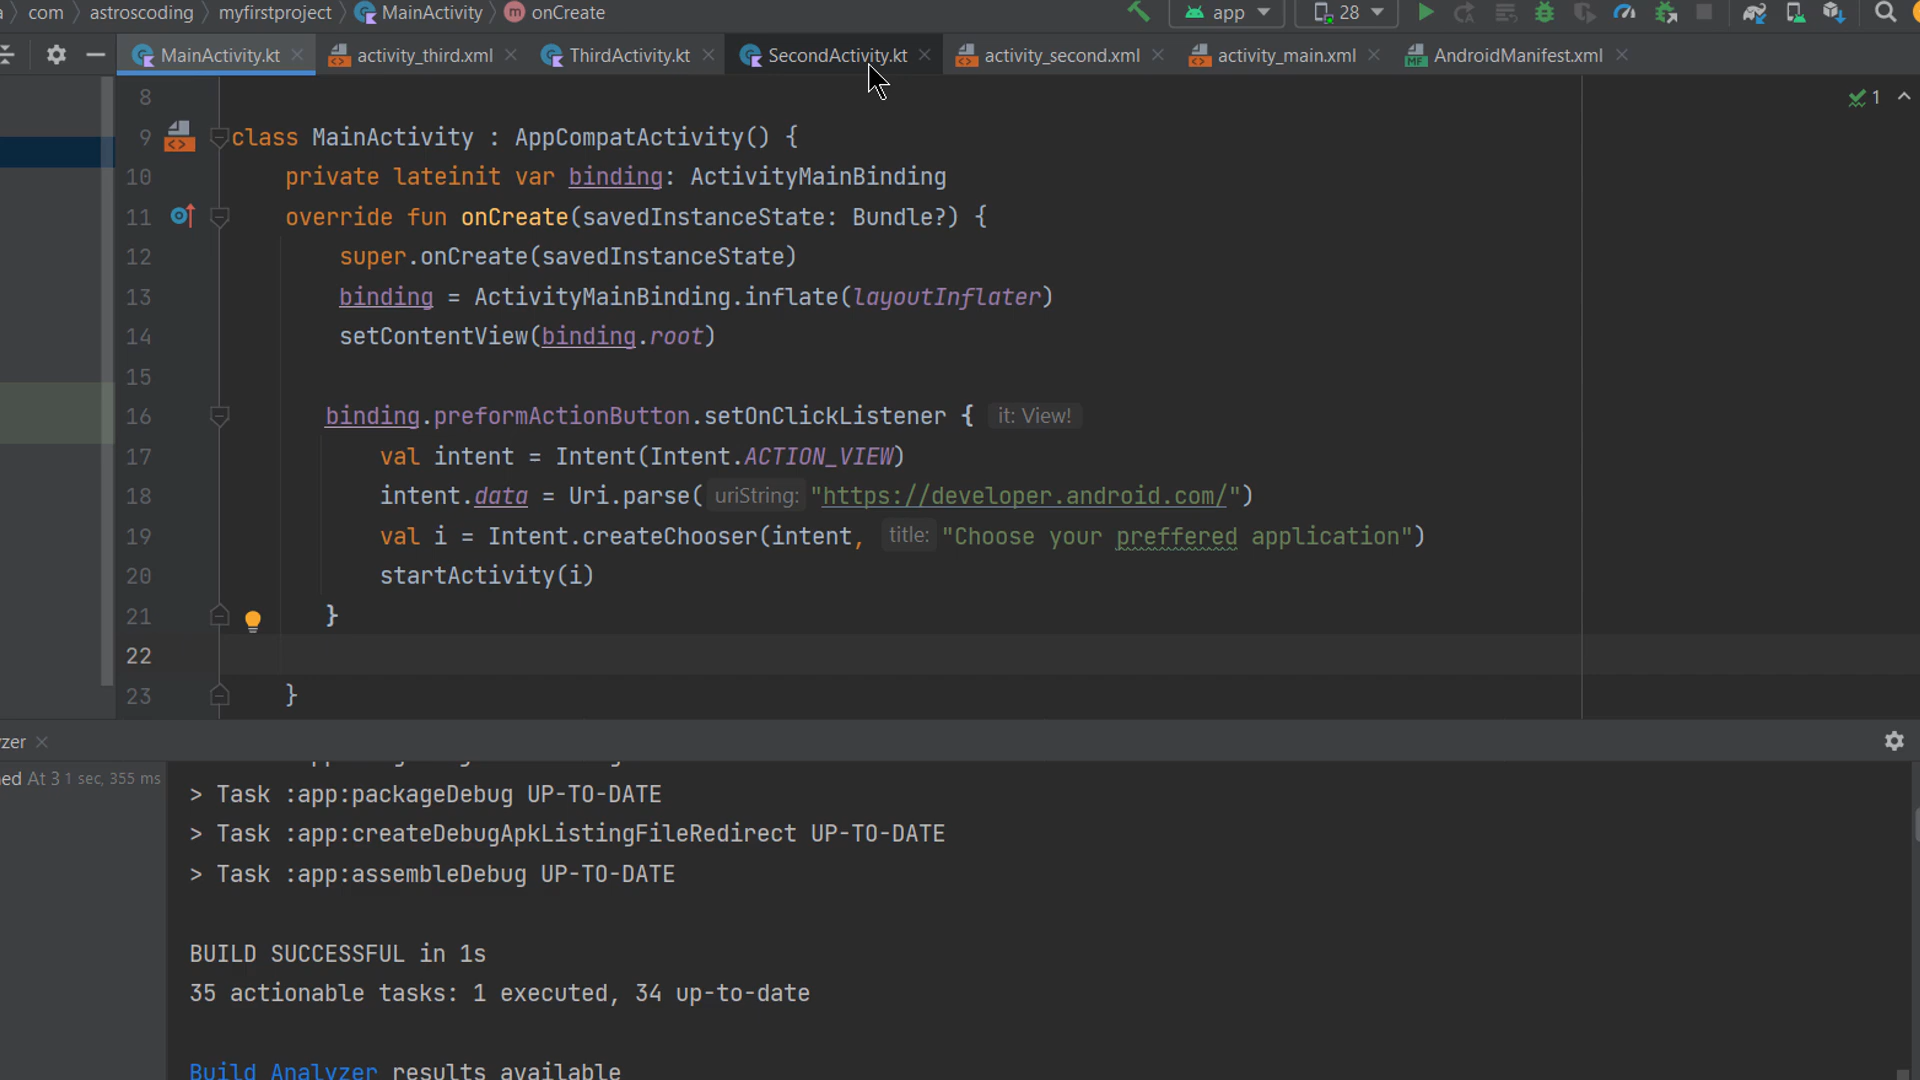 com astroscoding myfirstproject MainActivity onCreate app 28
MainActivity.kt activity_third.xml ThirdActivity.kt SecondActivity.kt activity_second.xml activity_main.xml AndroidManifest.xml
8
9 class MainActivity : AppCompatActivity() {
10 private lateinit var binding: ActivityMainBinding
11 override fun onCreate(savedInstanceState: Bundle?) {
12 super.onCreate(savedInstanceState)
13 binding = ActivityMainBinding.inflate(layoutInflater)
14 setContentView(binding.root)
15
16 binding.preformActionButton.setOnClickListener { it: View!
17 val intent = Intent(Intent.ACTION_VIEW)
18 intent.data = Uri.parse( uriString: "https://developer.android.com/")
19 val i = Intent.createChooser(intent, title: "Choose your preffered application")
20 startActivity(i)
21 }
22
23 }
1
zer
ed At 3 1 sec, 355 ms
> Task :app:packageDebug UP-TO-DATE
> Task :app:createDebugApkListingFileRedirect UP-TO-DATE
> Task :app:assembleDebug UP-TO-DATE
BUILD SUCCESSFUL in 1s
35 actionable tasks: 1 executed, 34 up-to-date
Build Analyzer results available